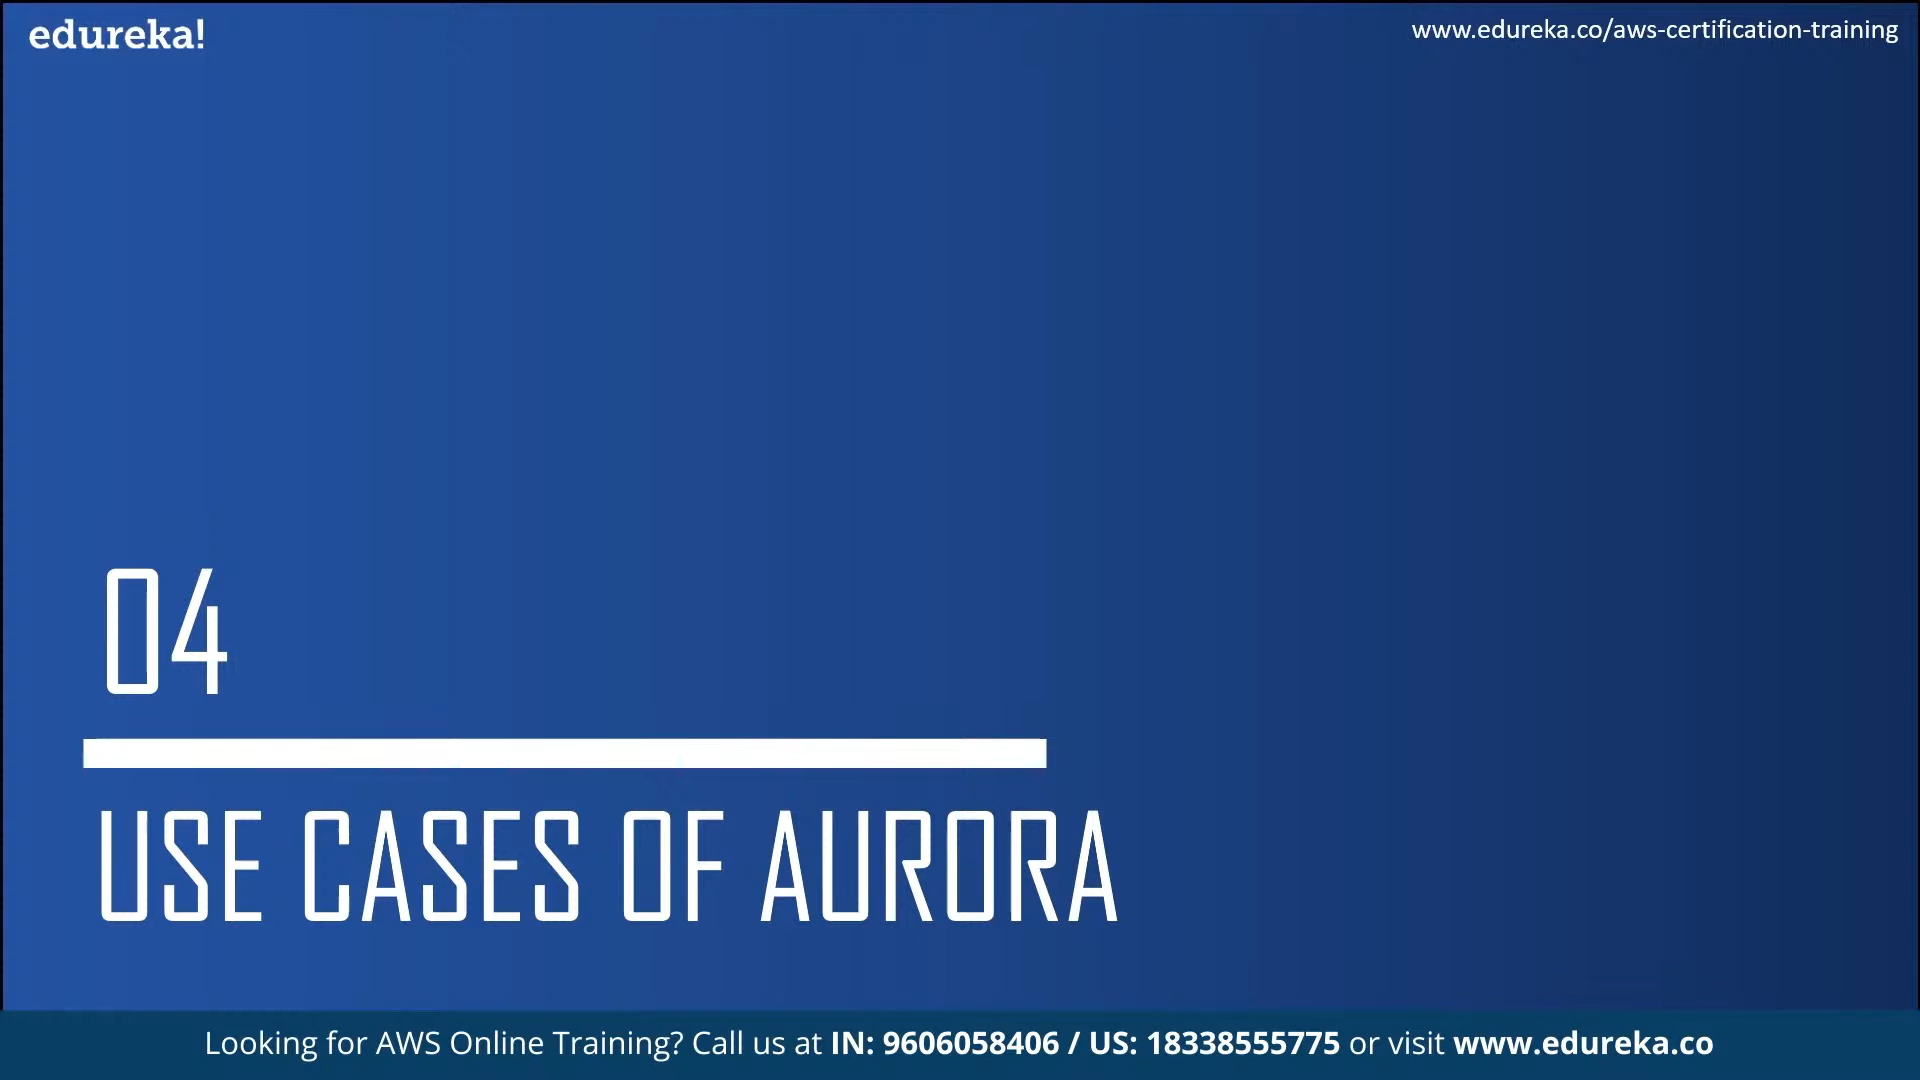 edureka!
www.edureka.co/aws-certification-training
04
USE CASES OF AURORA
Looking for AWS Online Training? Call us at IN: 9606058406 / US: 18338555775 or visit www.edureka.co